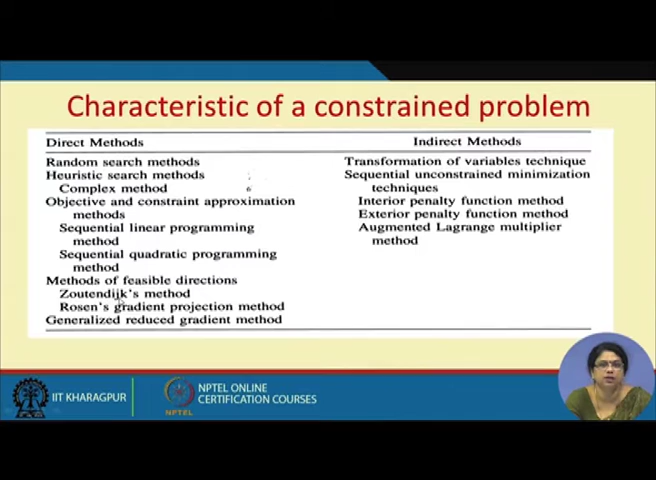 Characteristic of a constrained problem
Direct Methods
Random search methods
Heuristic search methods
Complex method
Objective and constraint approximation
methods
Sequential linear programming
method
Sequential quadratic programming
method
Methods of feasible directions
Zoutendijk's method
Rosen's gradient projection method
Generalized reduced gradient method
Indirect Methods
Transformation of variables technique
Sequential unconstrained minimization
techniques
Interior penalty function method
Exterior penalty function method
Augmented Lagrange multiplier
method
IIT KHARAGPUR
NPTEL
NPTEL ONLINE
CERTIFICATION COURSES